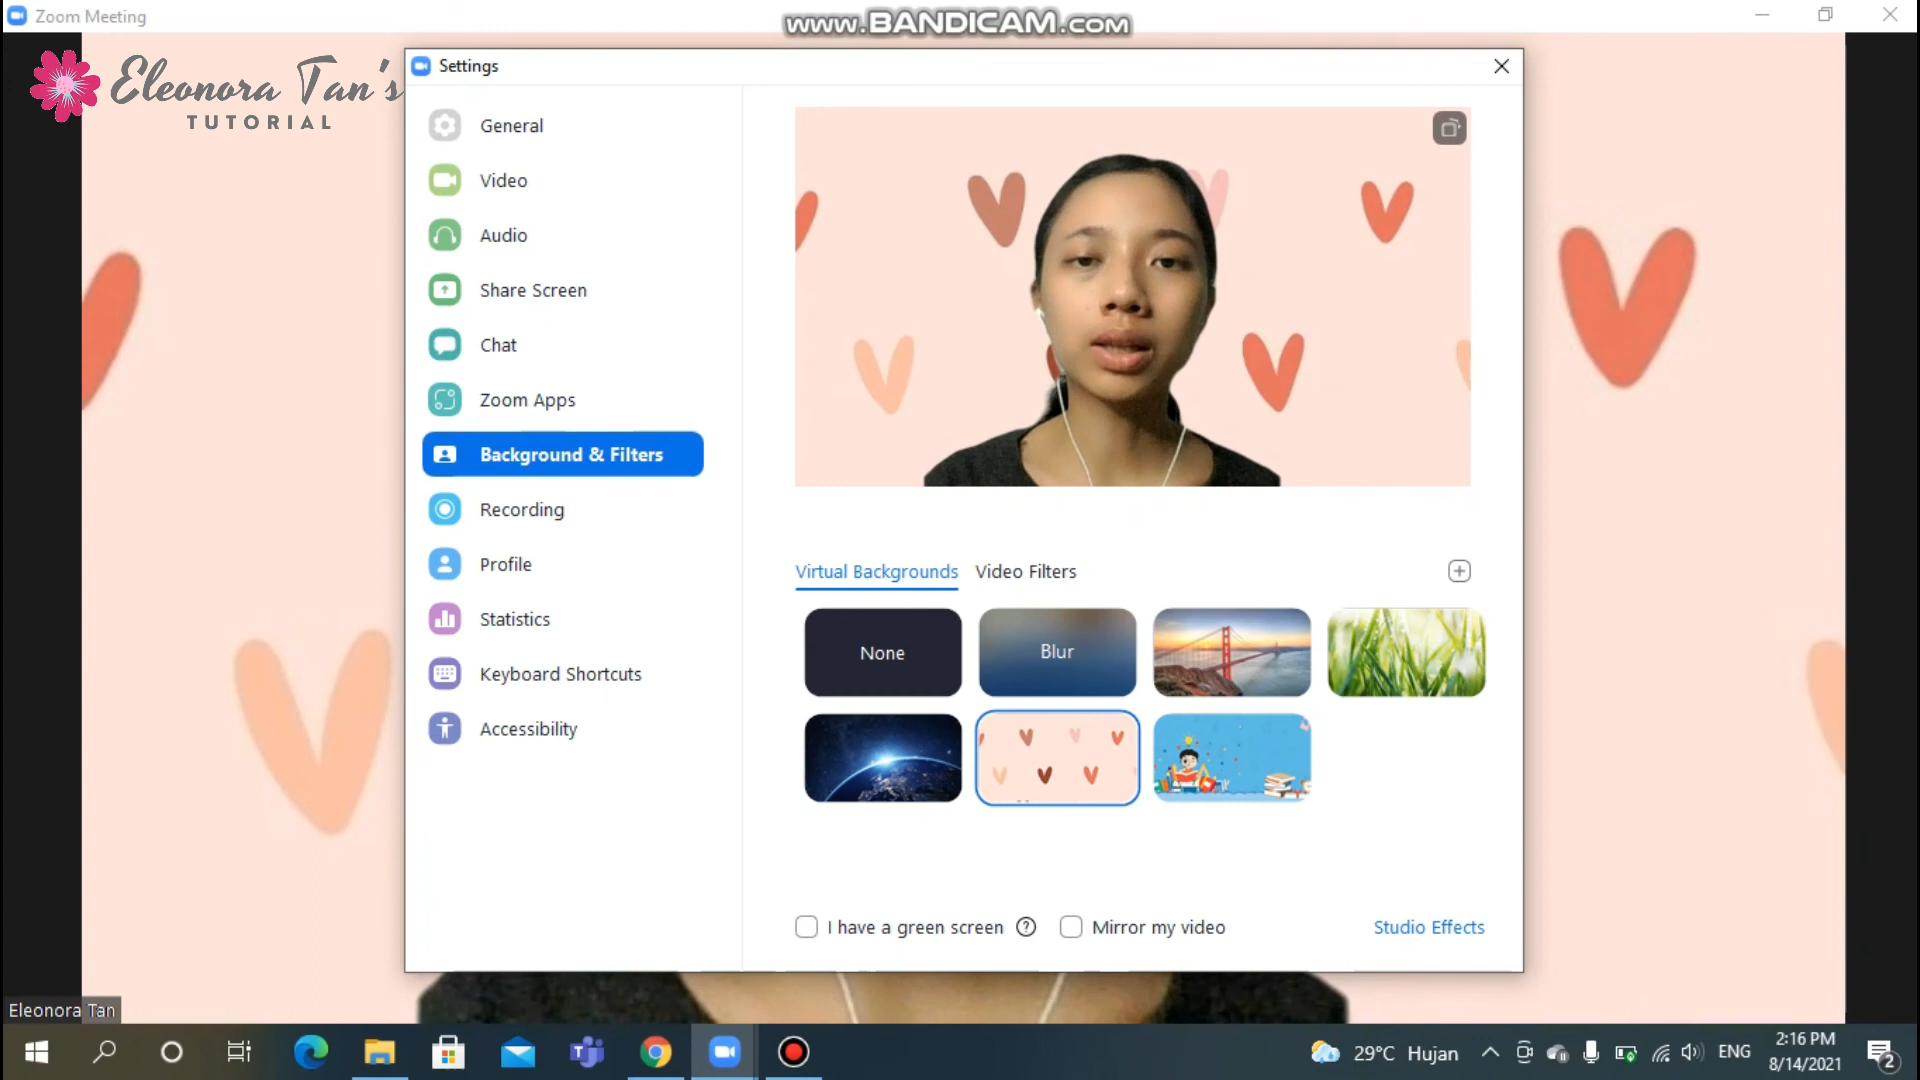 Zoom Meeting
www.BANDICAM.com
Eleonora Tan's
TUTORIAL
Settings
General
Video
Audio
Share Screen
Chat
Zoom Apps
Background & Filters
Recording
Profile
Statistics
Keyboard Shortcuts
Accessibility
Virtual Backgrounds
Video Filters
None
Blur
I have a green screen
Mirror my video
Studio Effects
Eleonora Tan
29°C Hujan
ENG
2:16 PM
8/14/2021
2